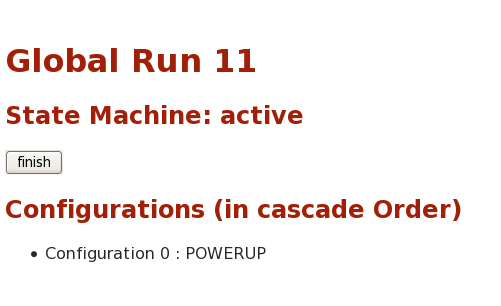 Global Run 11
State Machine: active
finish
Configurations (in cascade Order)
• Configuration 0 : POWERUP